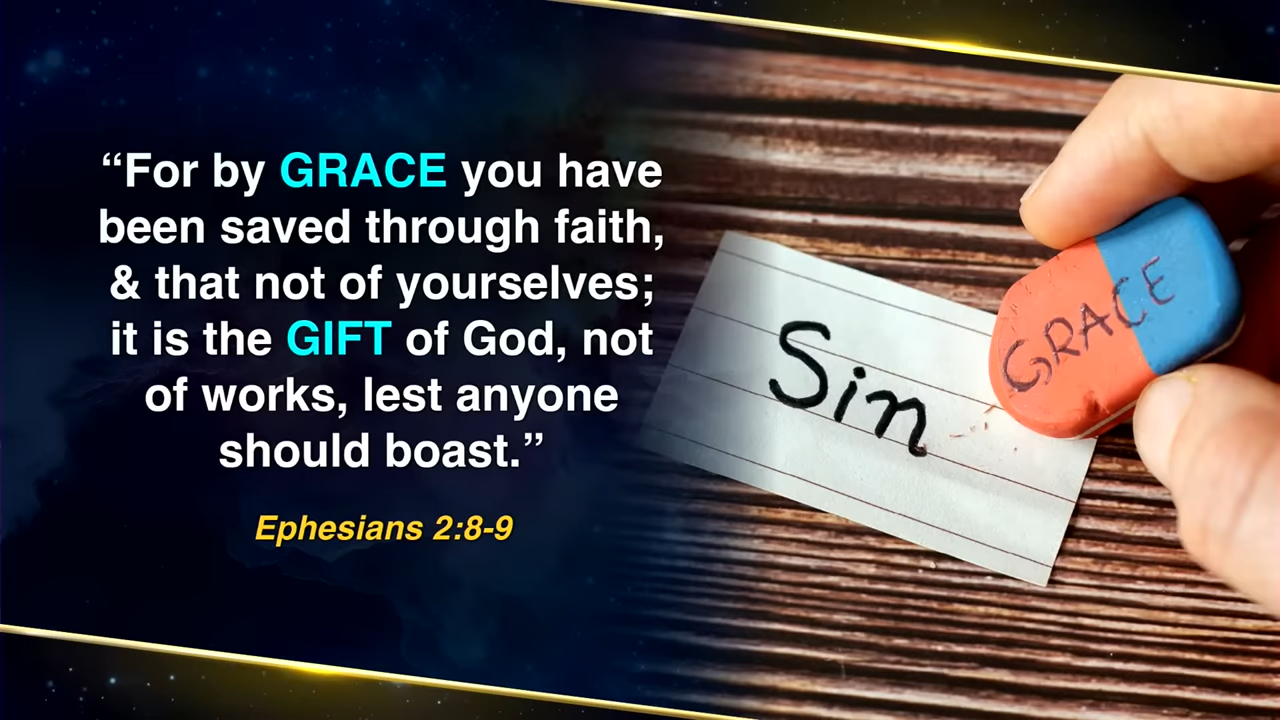 “For by GRACE you have
been saved through faith,
& that not of yourselves;
it is the GIFT of God, not
of works, lest anyone
should boast.”
Ephesians 2:8-9
Sin
GRACE